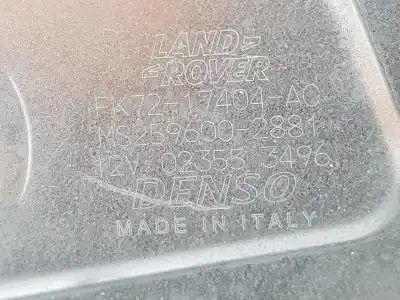 LAND
ROVER
FK72-17404-AC
MS259600-2881
12V 02355 3496
DENSO
MADE IN ITALY